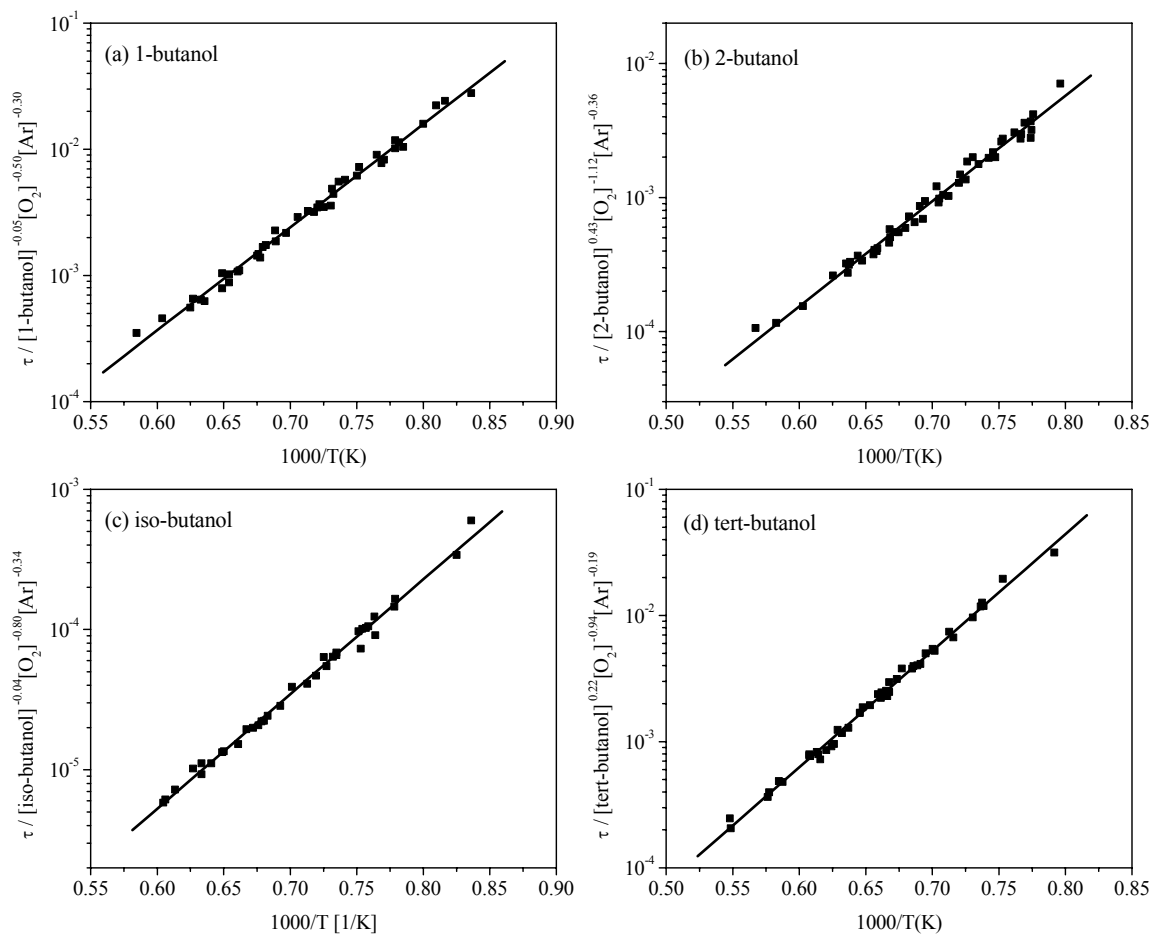 (a) 1-butanol
τ / [1-butanol]^-0.05[O₂]^-0.50[Ar]^-0.30
10^-1
10^-2
10^-3
10^-4
0.55 0.60 0.65 0.70 0.75 0.80 0.85 0.90
1000/T(K)
(b) 2-butanol
τ / [2-butanol]^0.43[O₂]^-1.12[Ar]^-0.36
10^-2
10^-3
10^-4
0.50 0.55 0.60 0.65 0.70 0.75 0.80 0.85
1000/T(K)
(c) iso-butanol
τ / [iso-butanol]^-0.04[O₂]^-0.80[Ar]^-0.34
10^-3
10^-4
10^-5
0.55 0.60 0.65 0.70 0.75 0.80 0.85 0.90
1000/T [1/K]
(d) tert-butanol
τ / [tert-butanol]^0.22[O₂]^-0.94[Ar]^-0.19
10^-1
10^-2
10^-3
10^-4
0.50 0.55 0.60 0.65 0.70 0.75 0.80 0.85
1000/T(K)